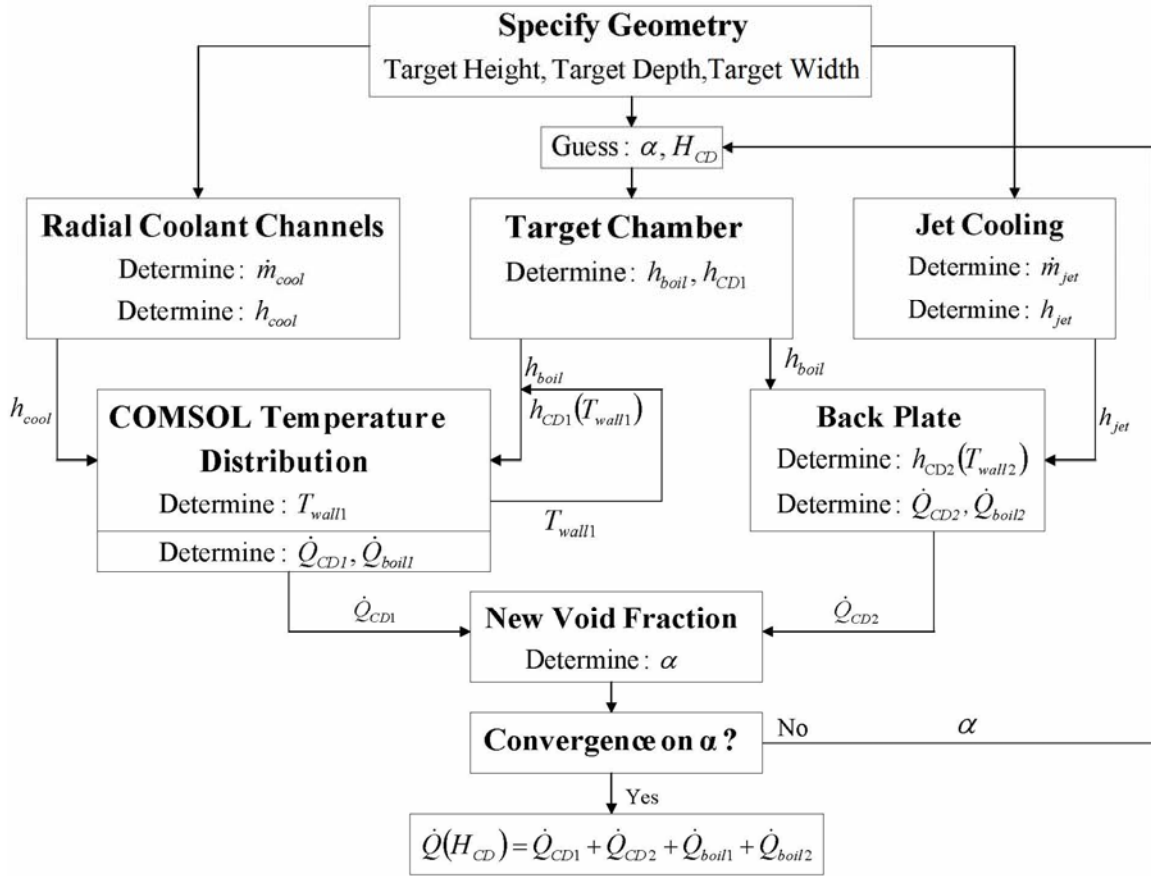 Specify Geometry
Target Height, Target Depth,Target Width
Guess : α, H_CD
Radial Coolant Channels
Determine : ṁ_cool
Determine : h_cool
Target Chamber
Determine : h_boil, h_CD1
Jet Cooling
Determine : ṁ_jet
Determine : h_jet
h_cool
h_boil
h_CD1(T_wall1)
h_boil
h_jet
COMSOL Temperature
Distribution
Determine : T_wall1
Determine : Q̇_CD1, Q̇_boil1
T_wall1
Back Plate
Determine : h_CD2(T_wall2)
Determine : Q̇_CD2, Q̇_boil2
Q̇_CD1
Q̇_CD2
New Void Fraction
Determine : α
Convergence on α ?
No
α
Yes
Q̇(H_CD) = Q̇_CD1 + Q̇_CD2 + Q̇_boil1 + Q̇_boil2